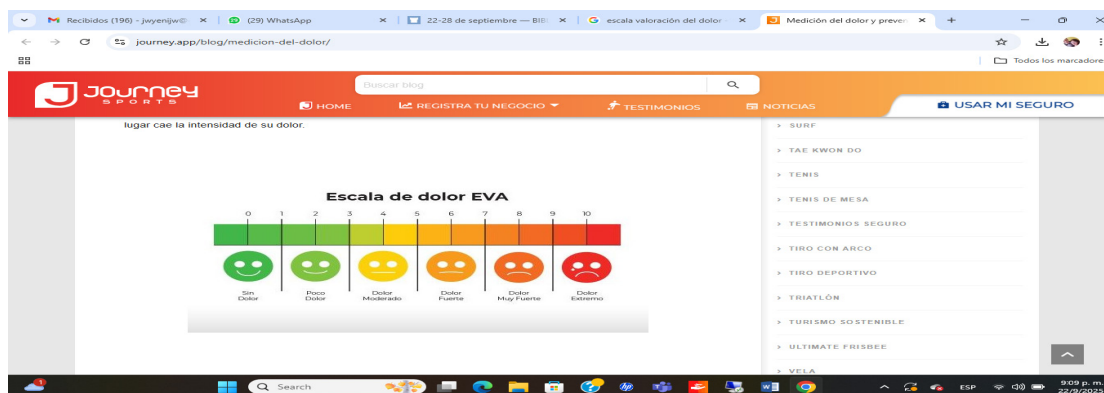 Recibidos (196) - jwyenijw@
(29) WhatsApp
22-28 de septiembre — BIB
escala valoración del dolor
Medición del dolor y preven
journey.app/blog/medicion-del-dolor/
Todos los marcadores
Journey
SPORTS
Buscar blog
HOME
REGISTRA TU NEGOCIO
TESTIMONIOS
NOTICIAS
USAR MI SEGURO
lugar cae la intensidad de su dolor.
Escala de dolor EVA
0 1 2 3 4 5 6 7 8 9 10
Sin Dolor
Poco Dolor
Dolor Moderado
Dolor Fuerte
Dolor Muy Fuerte
Dolor Extremo
> SURF
> TAE KWON DO
> TENIS
> TENIS DE MESA
> TESTIMONIOS SEGURO
> TIRO CON ARCO
> TIRO DEPORTIVO
> TRIATLÓN
> TURISMO SOSTENIBLE
> ULTIMATE FRISBEE
> VELA
Search
ESP
9:09 p. m.
22/9/2025